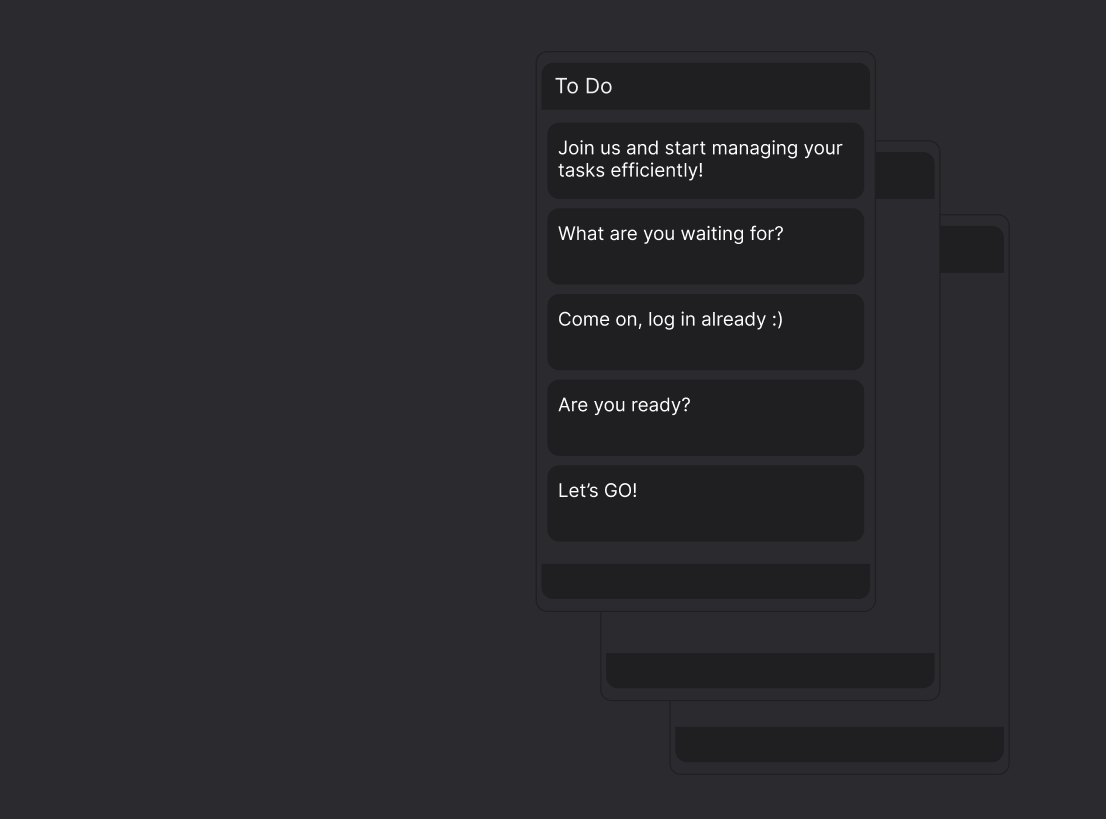 To Do
Join us and start managing your
tasks efficiently!
What are you waiting for?
Come on, log in already :)
Are you ready?
Let’s GO!